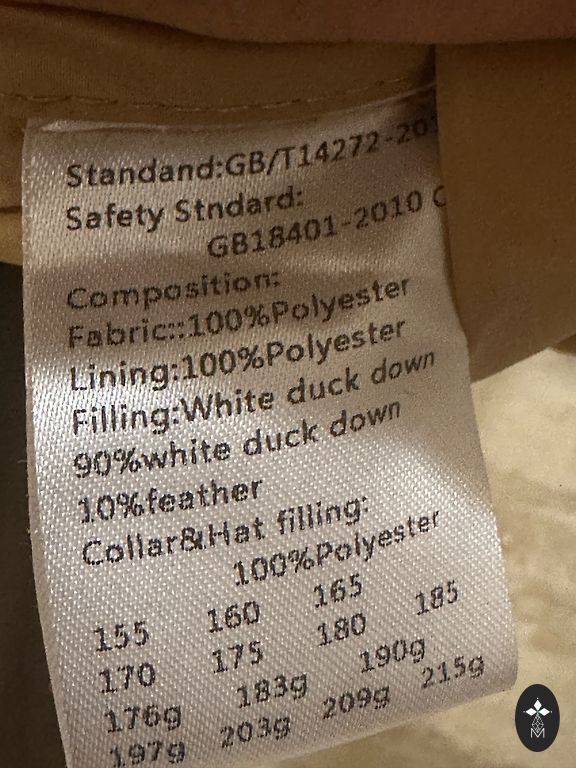 Standand:GB/T14272-20
Safety Stndard:
GB18401-2010 C
Composition:
Fabric::100%Polyester
Lining:100%Polyester
Filling:White duck down
90%white duck down
10%feather
Collar&Hat filling:
100%Polyester
155 160 165
170 175 180 185
176g 183g 190g
197g 203g 209g 215g
M